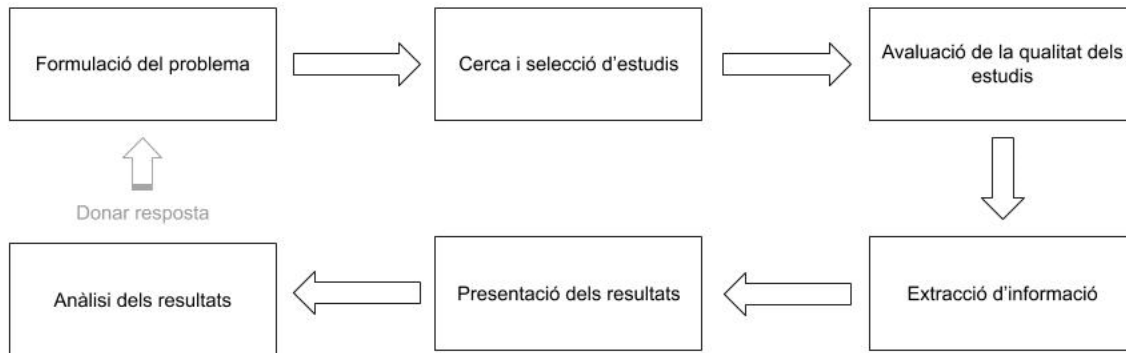 Formulació del problema
Cerca i selecció d'estudis
Avaluació de la qualitat dels
estudis
Donar resposta
Anàlisi dels resultats
Presentació dels resultats
Extracció d'informació